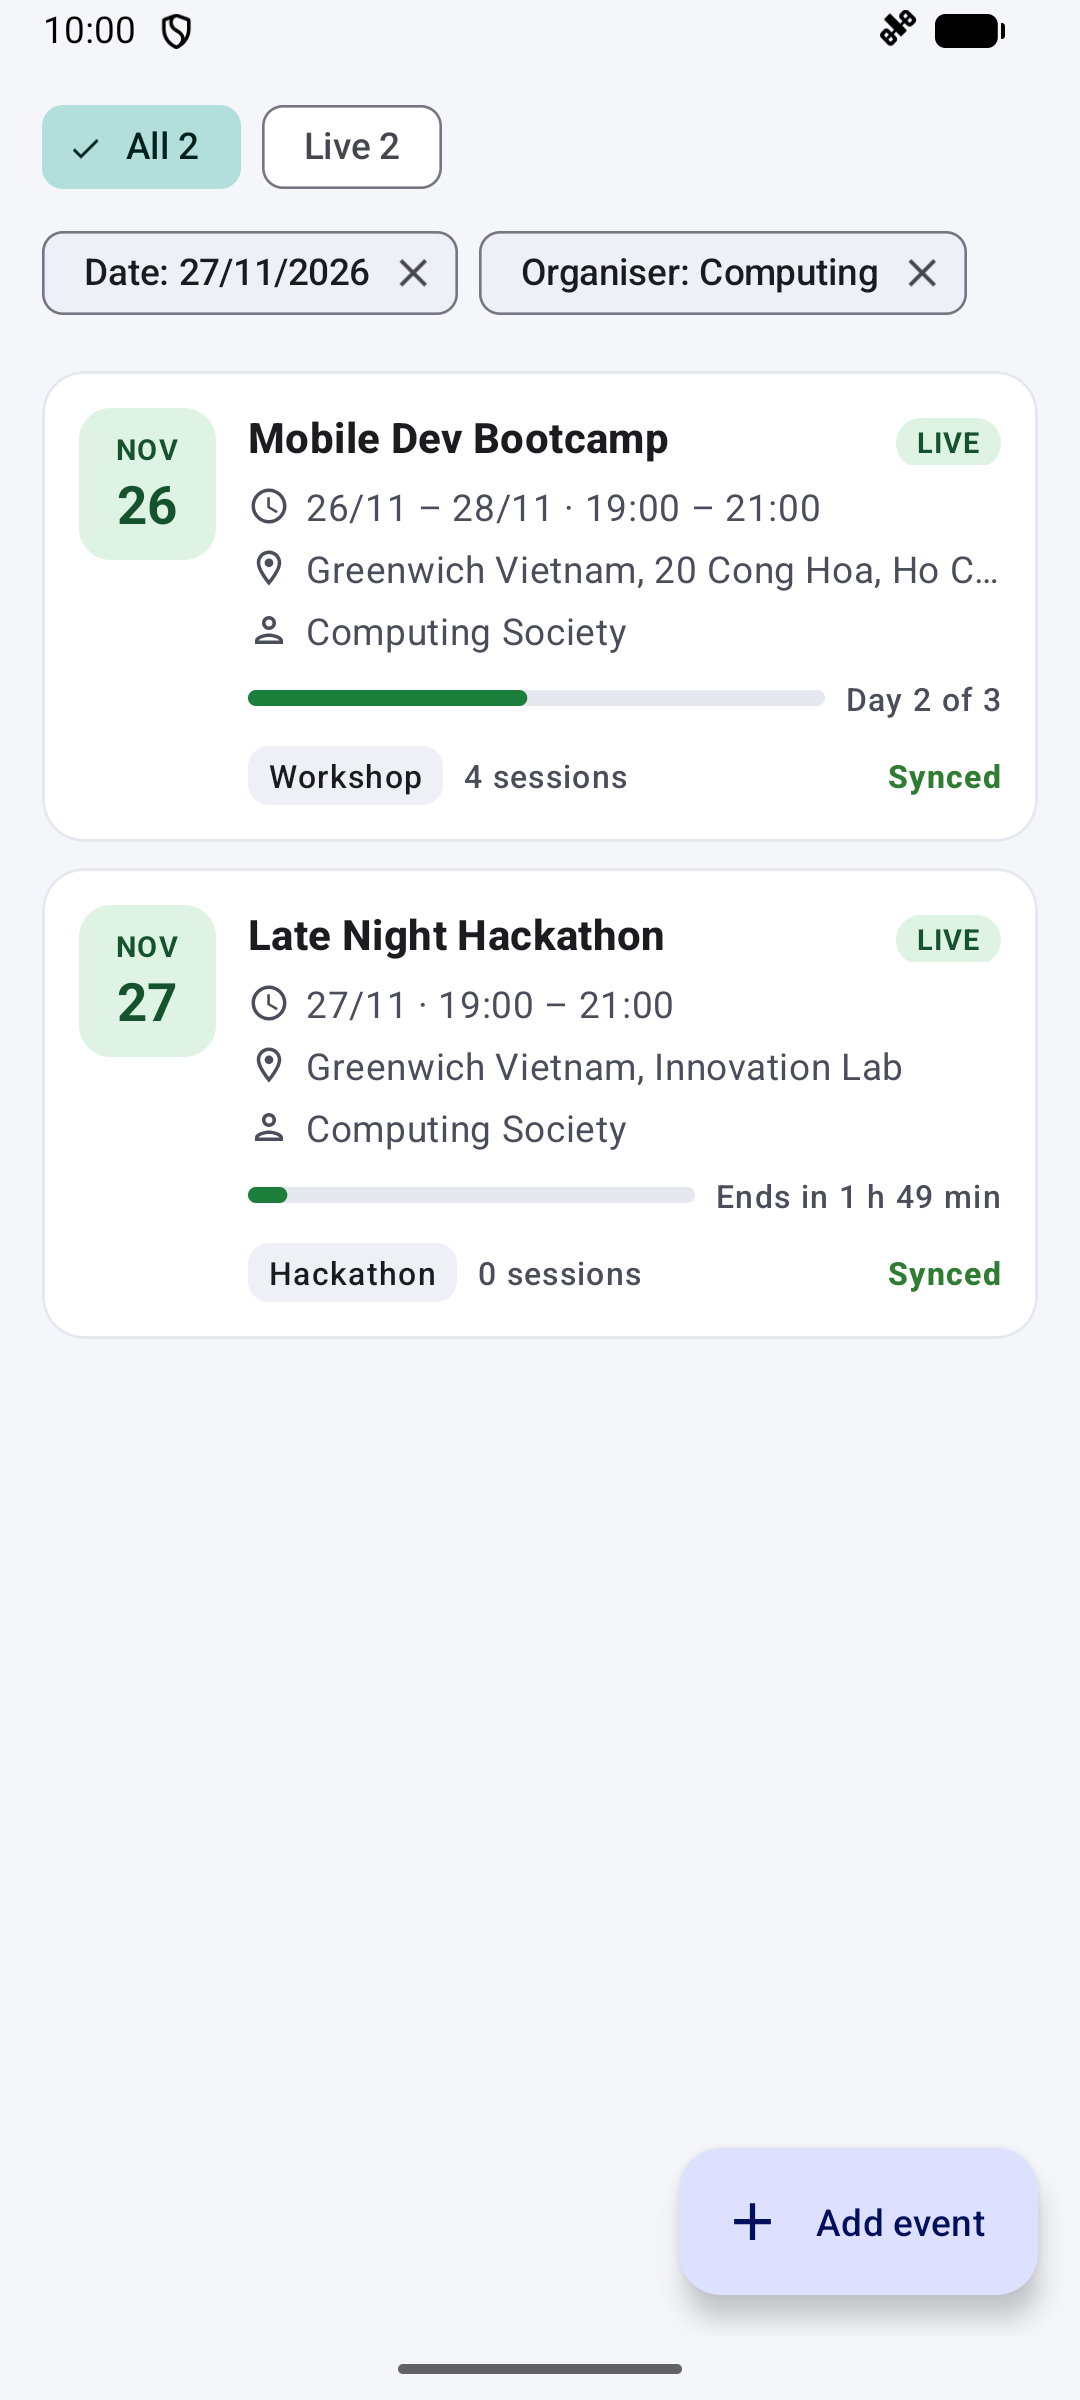 10:00
All 2
Live 2
Date: 27/11/2026
Organiser: Computing
NOV
26
Mobile Dev Bootcamp
LIVE
26/11 – 28/11 · 19:00 – 21:00
Greenwich Vietnam, 20 Cong Hoa, Ho C...
Computing Society
Day 2 of 3
Workshop
4 sessions
Synced
NOV
27
Late Night Hackathon
LIVE
27/11 · 19:00 – 21:00
Greenwich Vietnam, Innovation Lab
Computing Society
Ends in 1 h 49 min
Hackathon
0 sessions
Synced
Add event